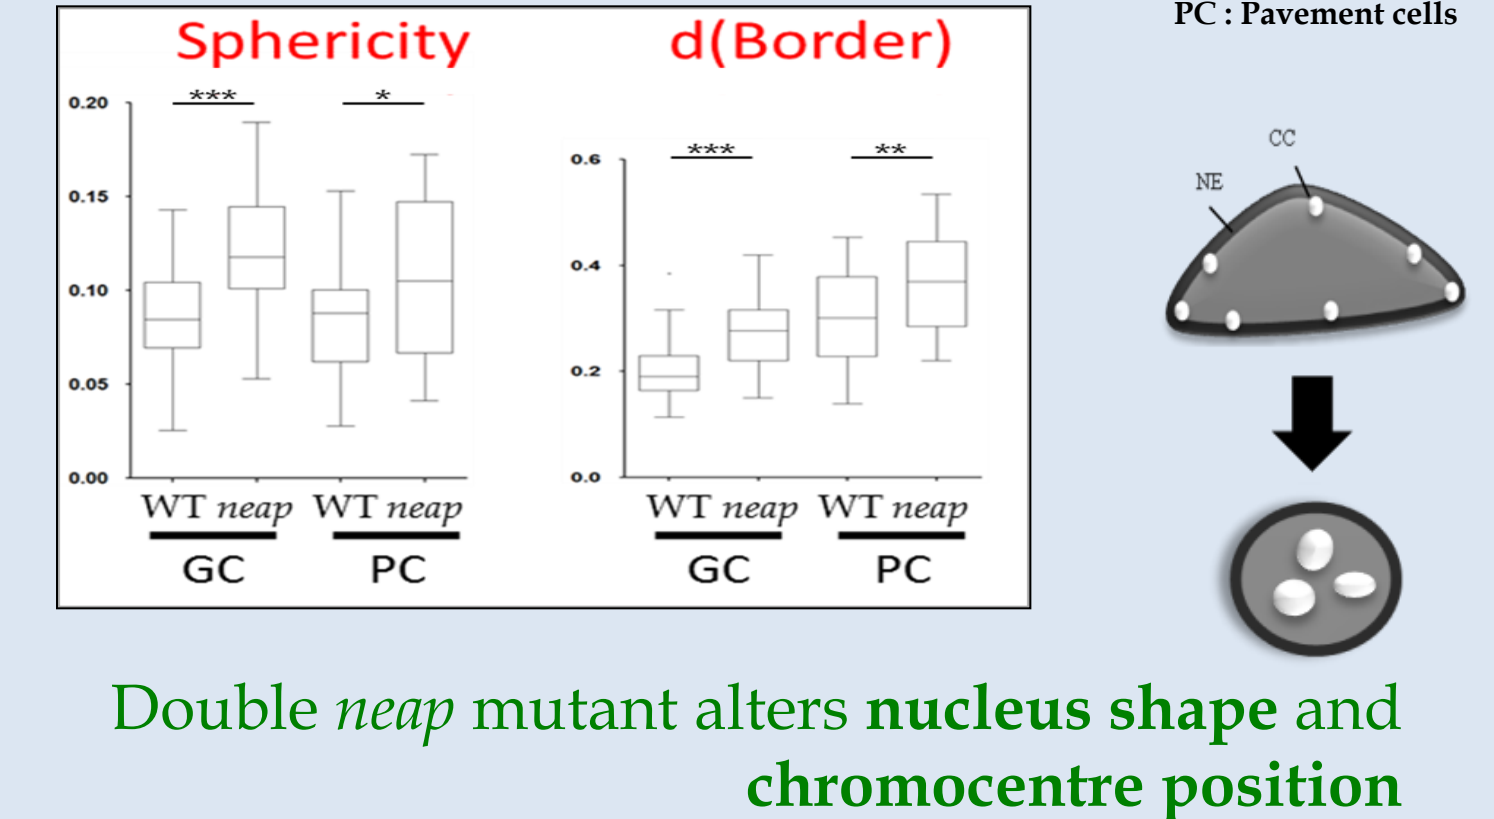 PC : Pavement cells
Sphericity
d(Border)
***
*
0.20
0.15
0.10
0.05
0.00
WT neap WT neap
GC PC
***
**
0.6
0.4
0.2
0.0
WT neap WT neap
GC PC
CC
NE
Double neap mutant alters nucleus shape and
chromocentre position